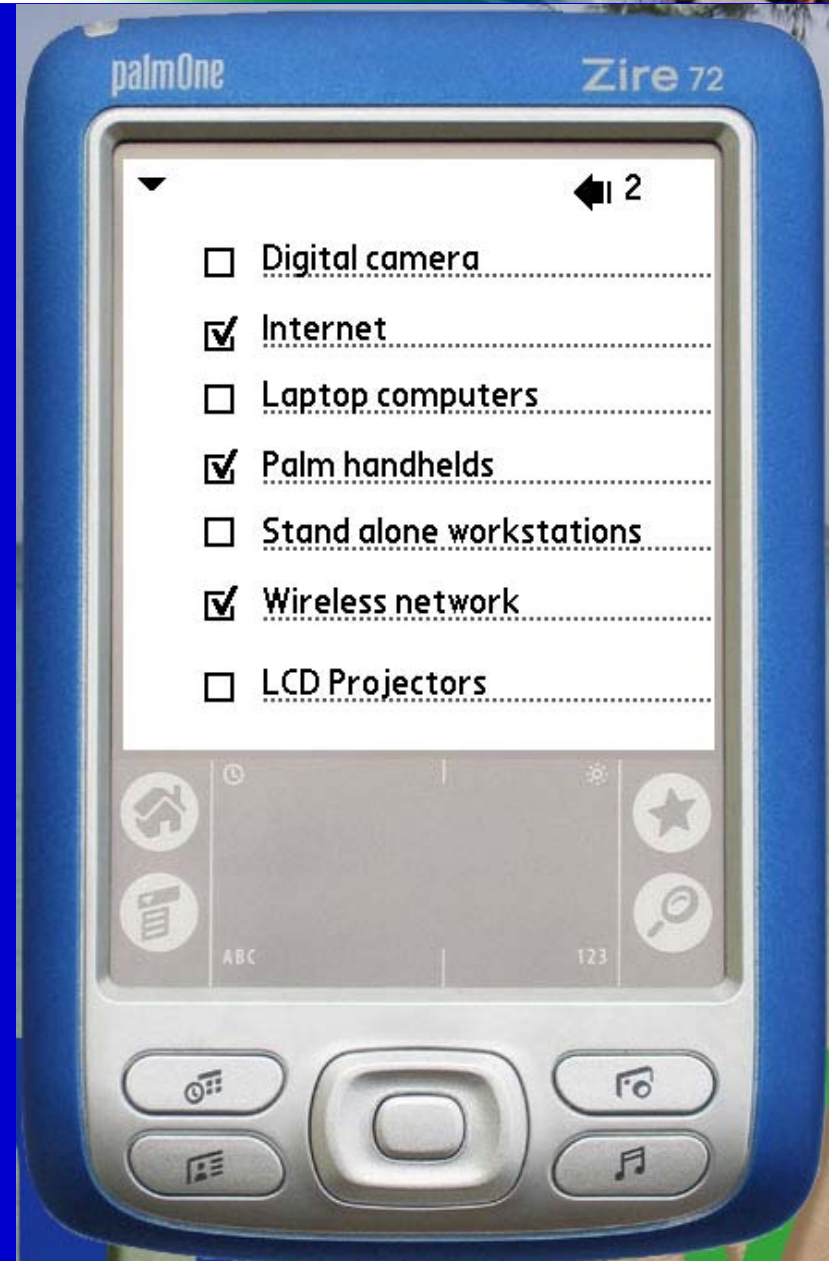 palmOne Zire 72
2
Digital camera
Internet
Laptop computers
Palm handhelds
Stand alone workstations
Wireless network
LCD Projectors
ABC 123